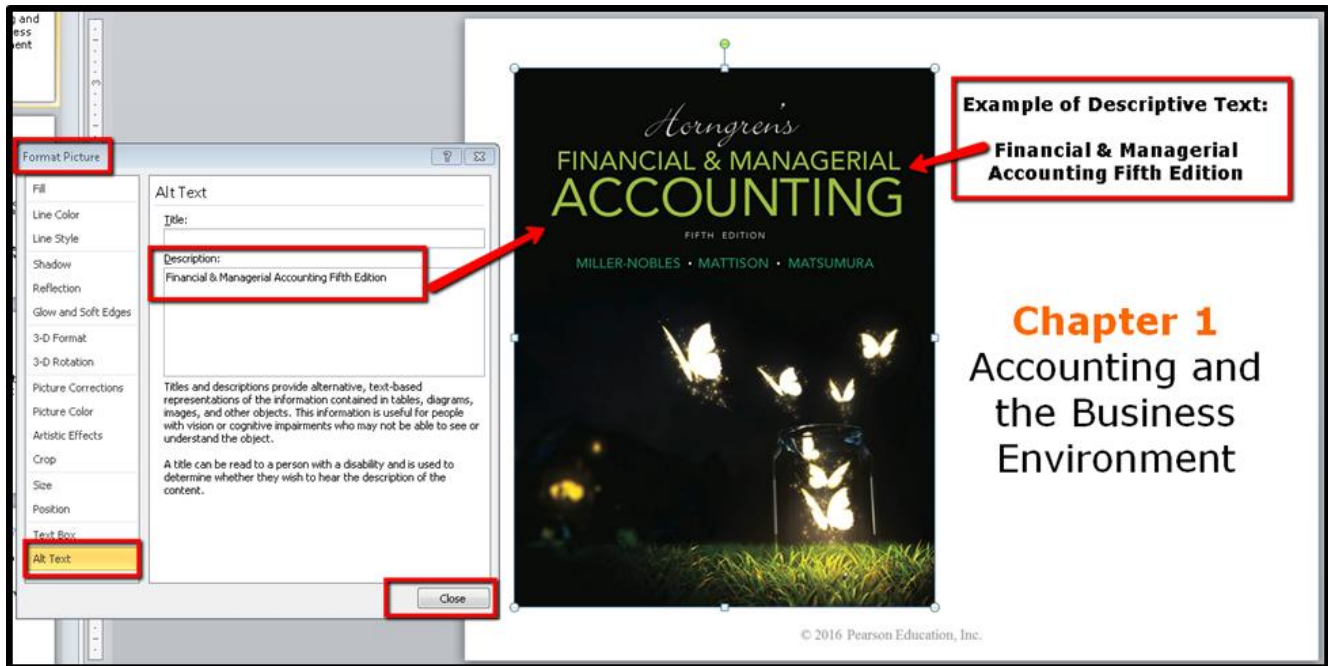 g and
ess
ment
Format Picture
Fill
Line Color
Line Style
Shadow
Reflection
Glow and Soft Edges
3-D Format
3-D Rotation
Picture Corrections
Picture Color
Artistic Effects
Crop
Size
Position
Text Box
Alt Text
Alt Text
Title:
Description:
Financial & Managerial Accounting Fifth Edition
Titles and descriptions provide alternative, text-based
representations of the information contained in tables, diagrams,
images, and other objects. This information is useful for people
with vision or cognitive impairments who may not be able to see or
understand the object.
A title can be read to a person with a disability and is used to
determine whether they wish to hear the description of the
content.
Close
Horngren's
FINANCIAL & MANAGERIAL
ACCOUNTING
FIFTH EDITION
MILLER-NOBLES • MATTISON • MATSUMURA
Example of Descriptive Text:
Financial & Managerial
Accounting Fifth Edition
Chapter 1
Accounting and
the Business
Environment
© 2016 Pearson Education, Inc.